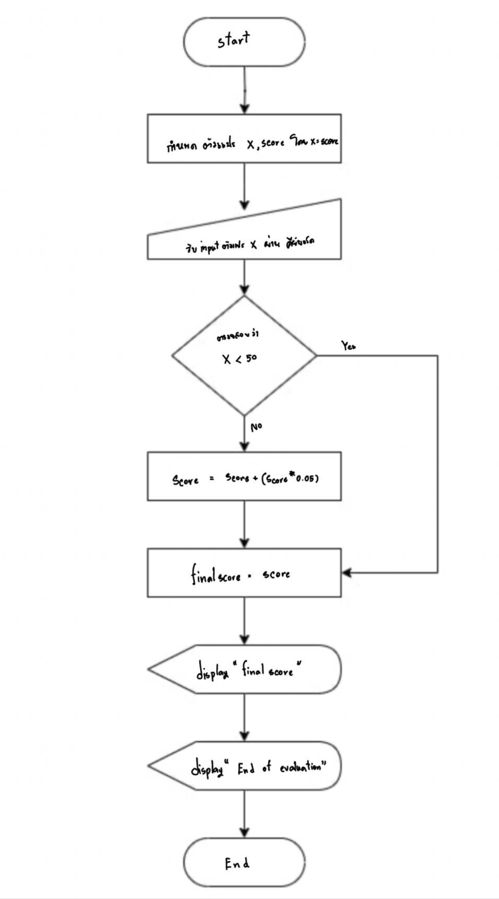 start
กำหนด ตัวแปร X, score โดย x = score
รับ input ตัวแปร X ผ่าน คีย์บอร์ด
ตรวจสอบว่า
X < 50
Yes
No
Score = Score + (Score * 0.05)
final score = score
display "final score"
display "End of evaluation"
End